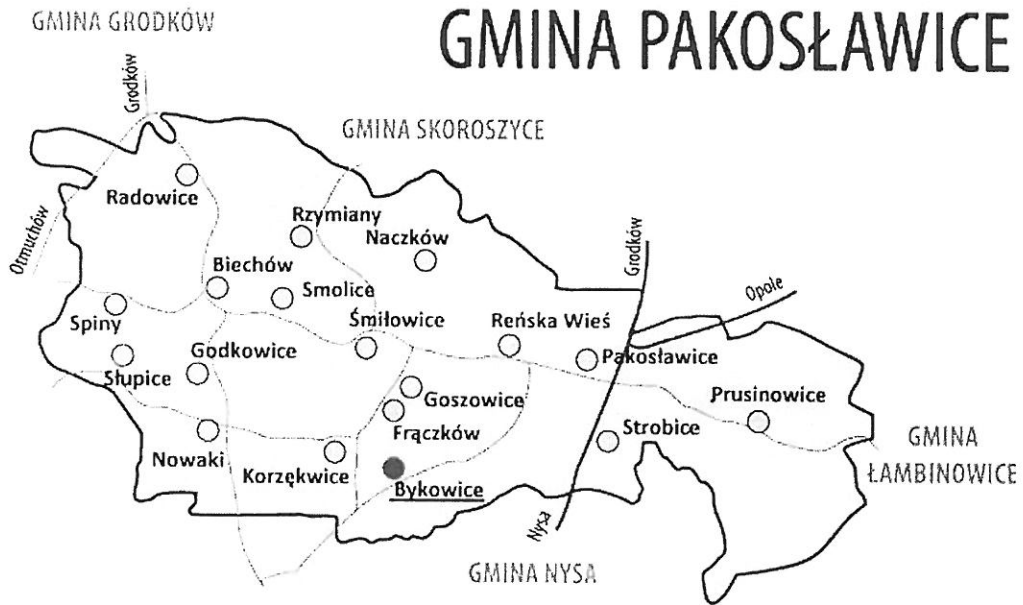 GMINA GRODKÓW
GMINA PAKOSŁAWICE
Grodków
GMINA SKOROSZYCE
Radowice
Otmuchów
Rzymiany
Naczków
Grodków
Biechów
Smolice
Opole
Spiny
Śmiłowice
Reńska Wieś
Godkowice
Pakosławice
Słupice
Goszowice
Prusinowice
Frączków
Strobice
GMINA
ŁAMBINOWICE
Nowaki
Korzękwice
Bykowice
Nysa
GMINA NYSA